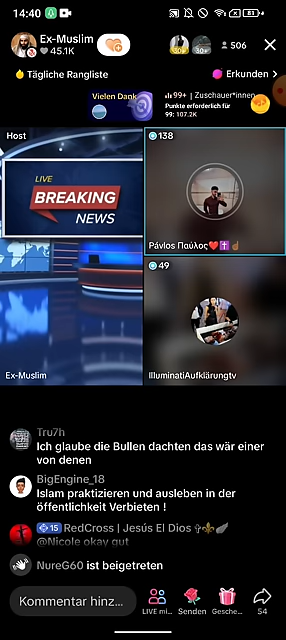 14:40
81
Ex-Muslim
45.1K
30+
506
Tägliche Rangliste
Erkunden
Vielen Dank
99+ | Zuschauer*innen
Punkte erforderlich für
99: 107.2K
Host
138
LIVE
BREAKING
NEWS
Pávlos Παύλος
49
Ex-Muslim
IlluminatiAufklärungtv
Tru7h
Ich glaube die Bullen dachten das wär einer
von denen
BigEngine_18
Islam praktizieren und ausleben in der
öffentlichkeit Verbieten !
15 RedCross | Jesús El Dios
@Nicole okay gut
NureG60 ist beigetreten
Kommentar hinz...
LIVE mi...
Senden
Gesche...
54